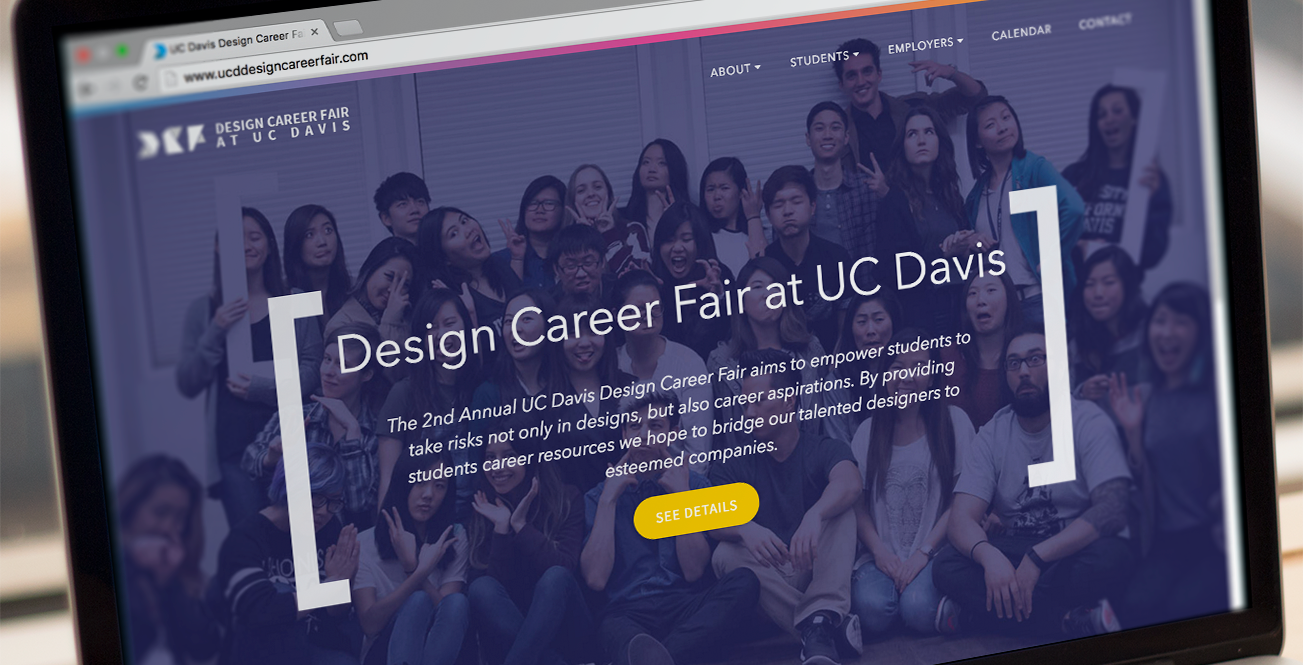 UC Davis Design Career Fa
www.ucddesigncareerfair.com
ABOUT
STUDENTS
EMPLOYERS
CALENDAR
CONTACT
DCF
DESIGN CAREER FAIR
AT UC DAVIS
Design Career Fair at UC Davis
The 2nd Annual UC Davis Design Career Fair aims to empower students to
take risks not only in designs, but also career aspirations. By providing
students career resources we hope to bridge our talented designers to
esteemed companies.
SEE DETAILS
DAVIS